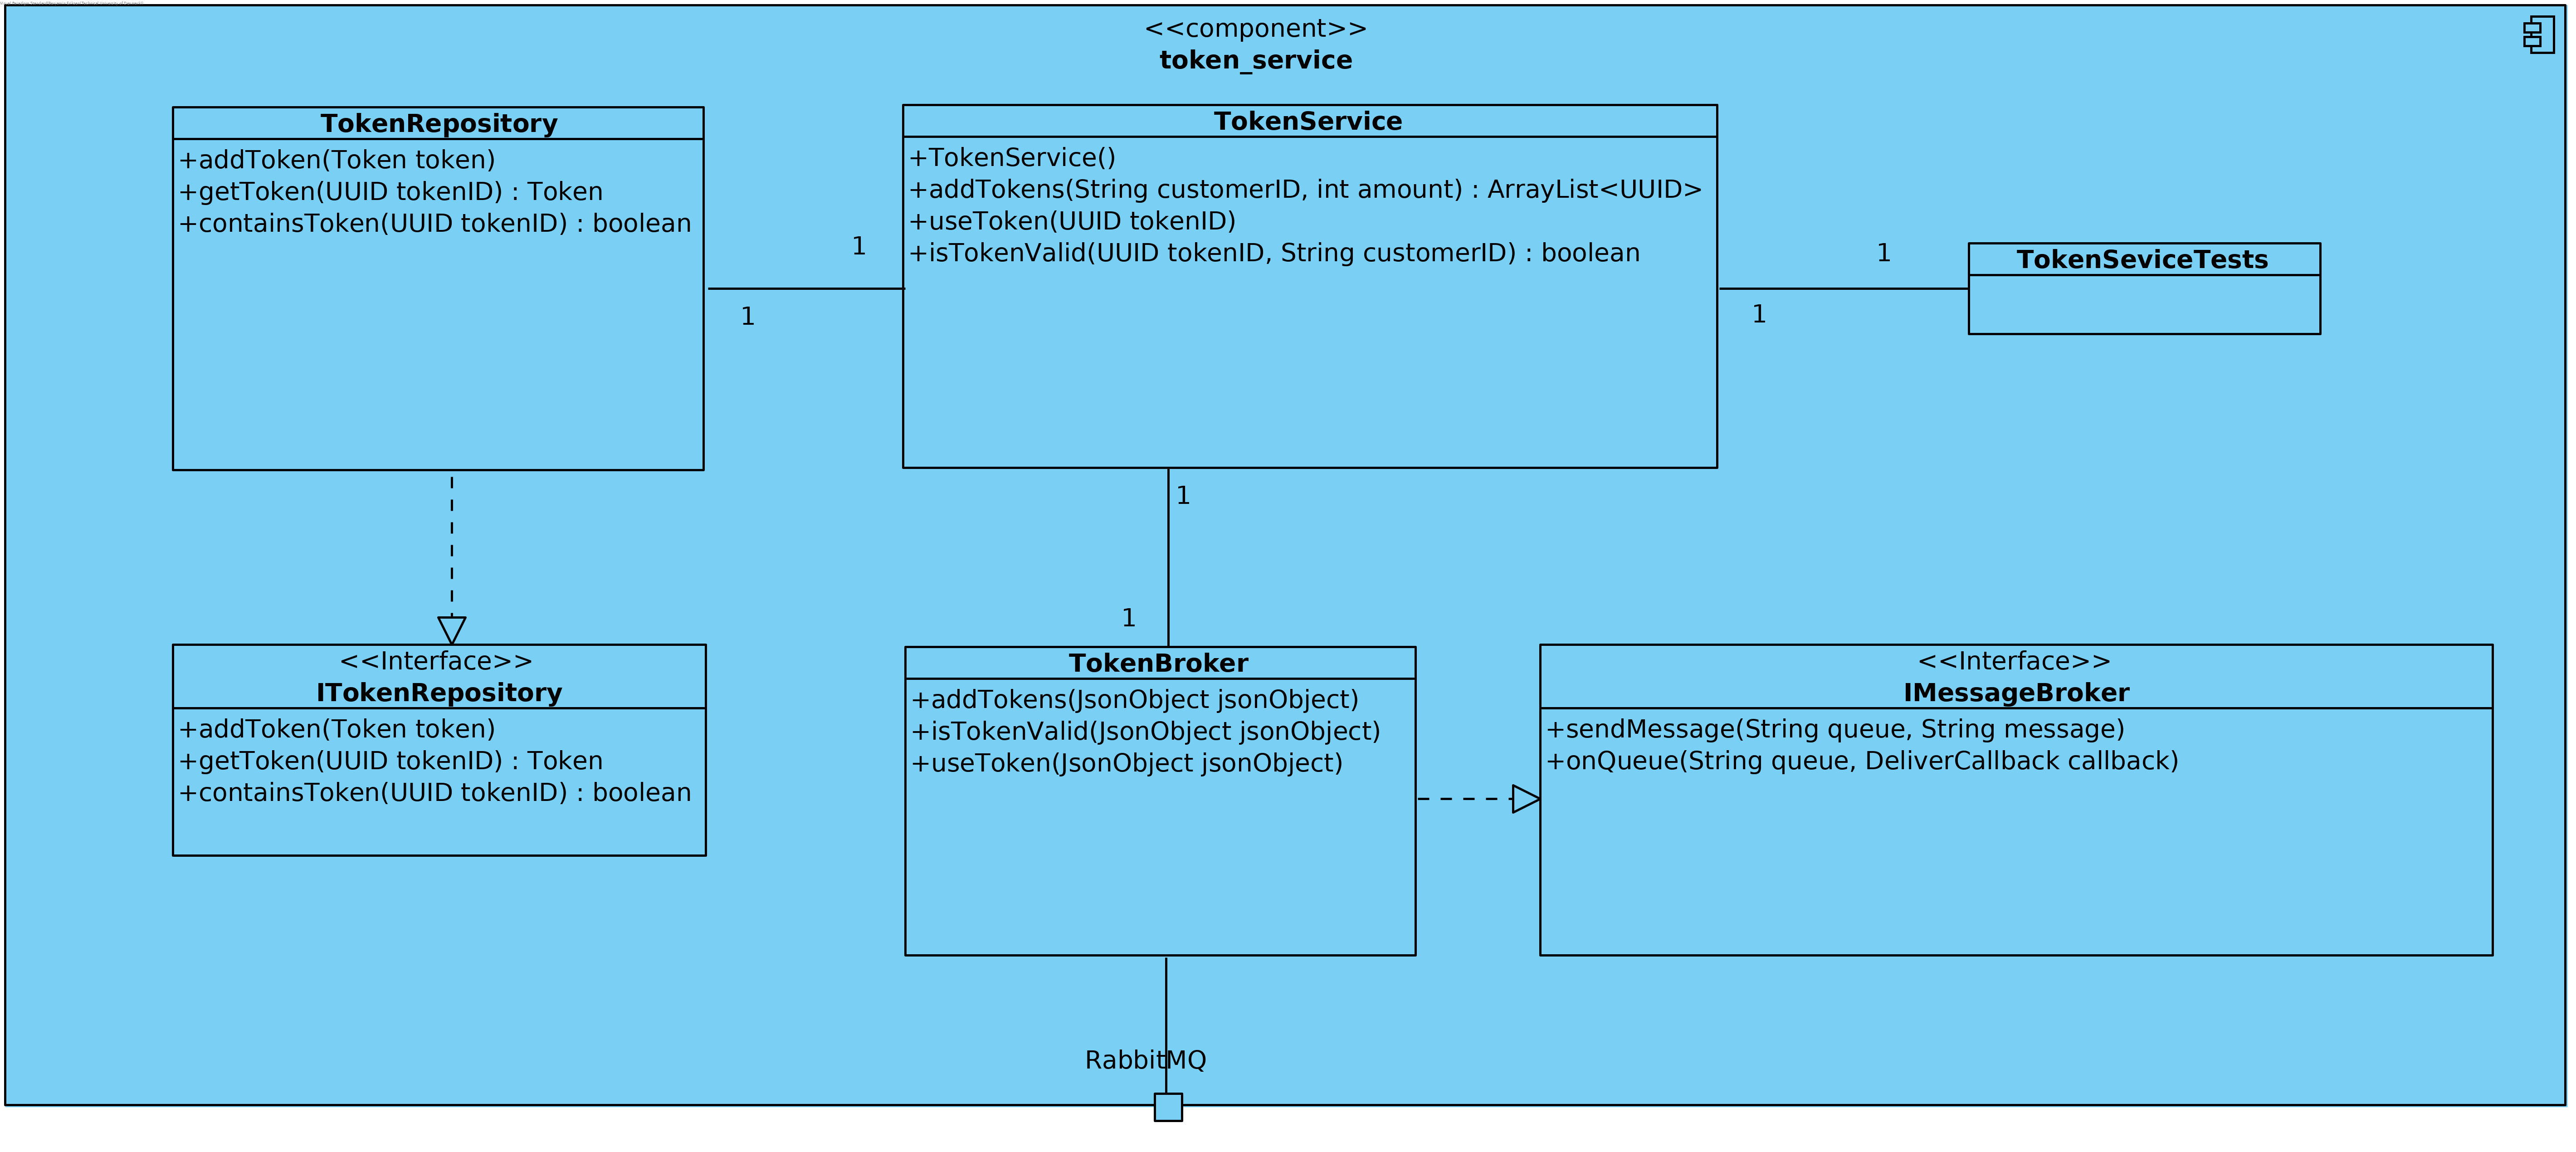 <<component>>
token_service
TokenRepository
+addToken(Token token)
+getToken(UUID tokenID) : Token
+containsToken(UUID tokenID) : boolean
TokenService
+TokenService()
+addTokens(String customerID, int amount) : ArrayList<UUID>
+useToken(UUID tokenID)
+isTokenValid(UUID tokenID, String customerID) : boolean
1
1
1
1
TokenSeviceTests
1
1
<<Interface>>
ITokenRepository
+addToken(Token token)
+getToken(UUID tokenID) : Token
+containsToken(UUID tokenID) : boolean
TokenBroker
+addTokens(JsonObject jsonObject)
+isTokenValid(JsonObject jsonObject)
+useToken(JsonObject jsonObject)
<<Interface>>
IMessageBroker
+sendMessage(String queue, String message)
+onQueue(String queue, DeliverCallback callback)
RabbitMQ